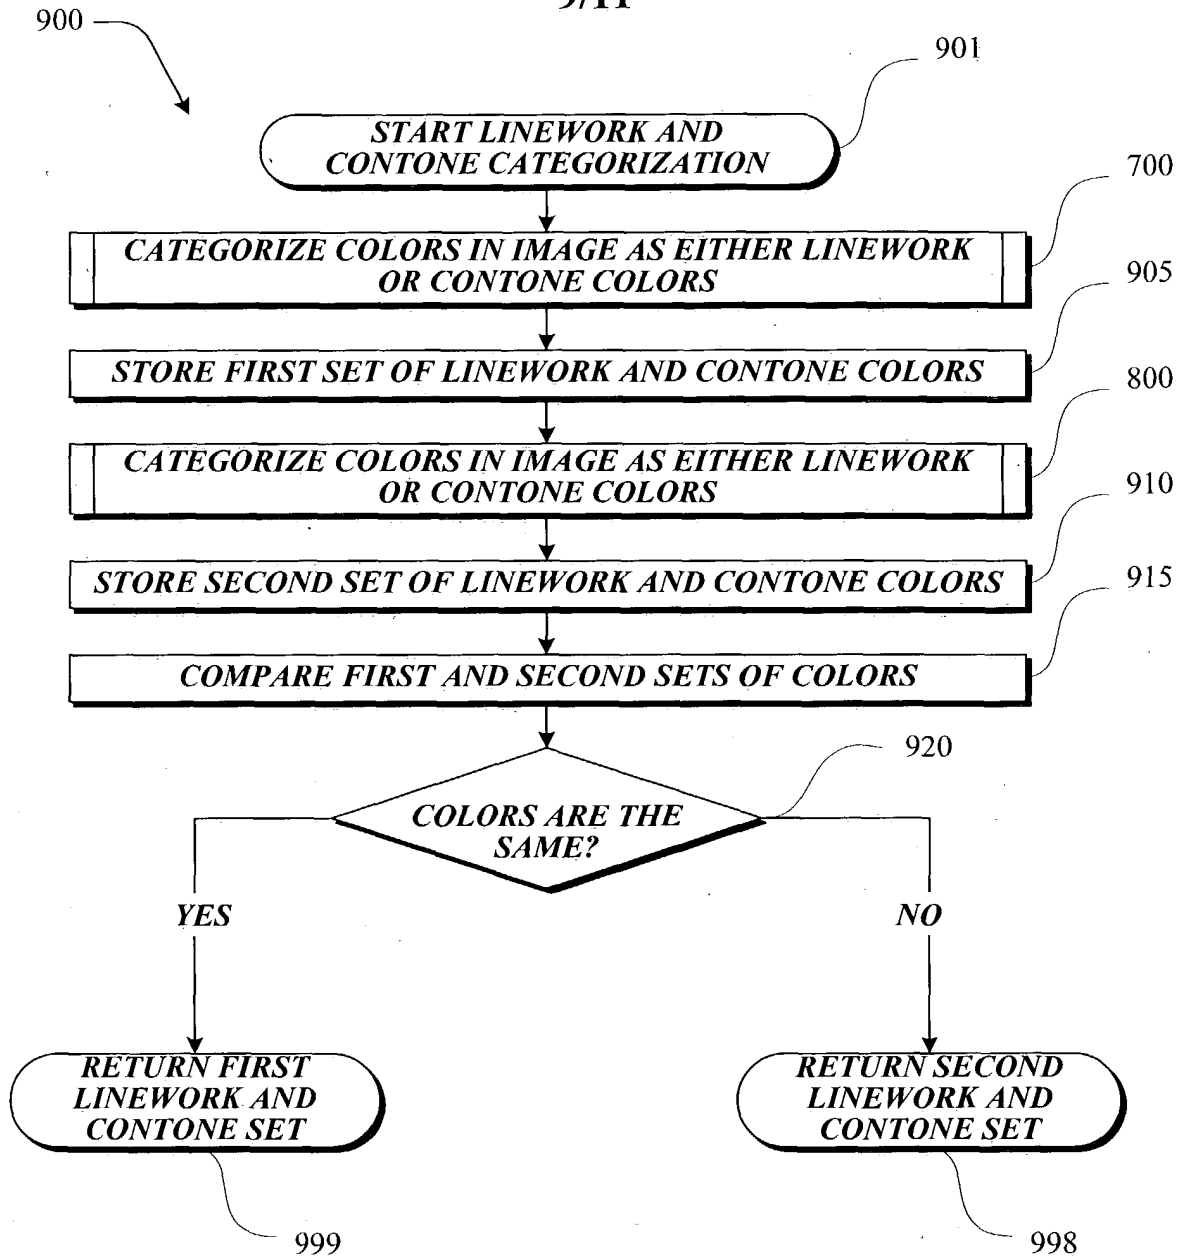 9/11
900
901
START LINEWORK AND
CONTONE CATEGORIZATION
700
CATEGORIZE COLORS IN IMAGE AS EITHER LINEWORK
OR CONTONE COLORS
905
STORE FIRST SET OF LINEWORK AND CONTONE COLORS
800
CATEGORIZE COLORS IN IMAGE AS EITHER LINEWORK
OR CONTONE COLORS
910
STORE SECOND SET OF LINEWORK AND CONTONE COLORS
915
COMPARE FIRST AND SECOND SETS OF COLORS
920
COLORS ARE THE
SAME?
YES
NO
RETURN FIRST
LINEWORK AND
CONTONE SET
RETURN SECOND
LINEWORK AND
CONTONE SET
999
998